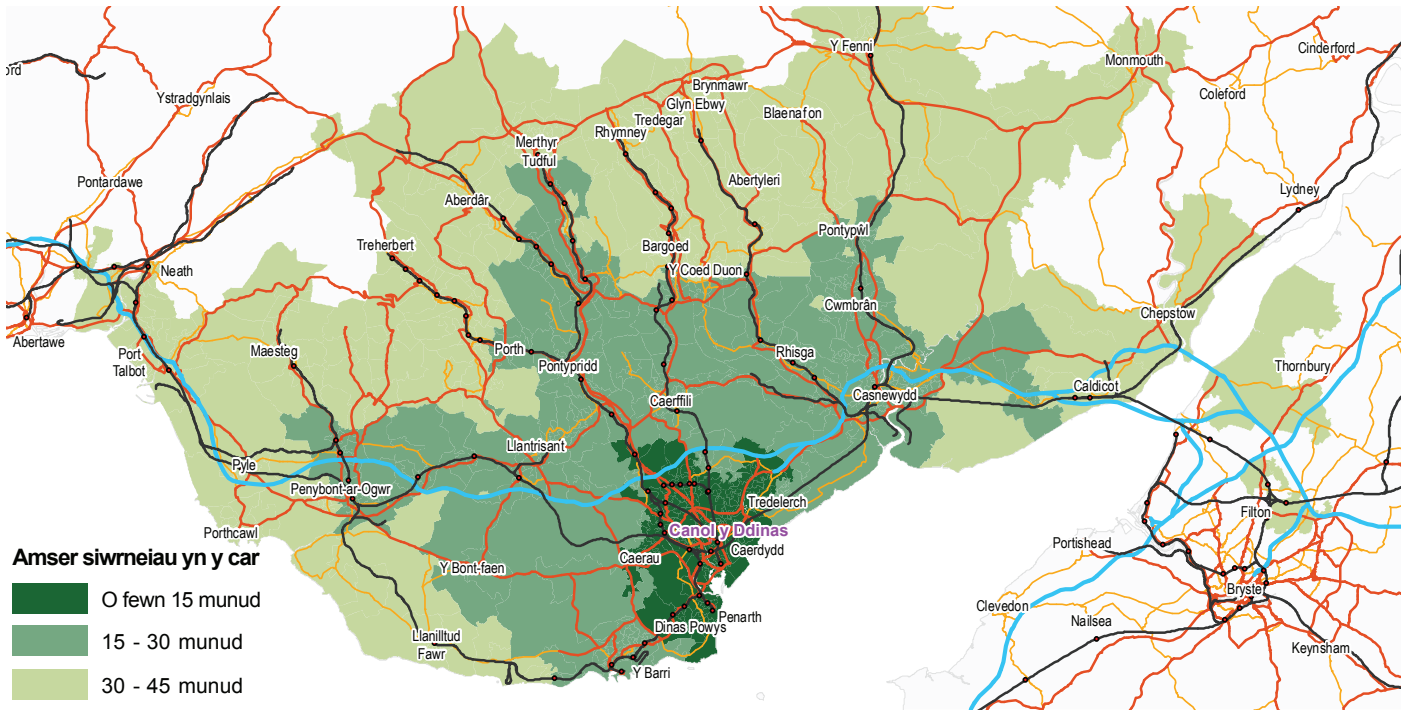 Y Fenni
Cinderford
ord
Monmouth
Brynmawr
Coleford
Ystradgynlais
Glyn Ebwy
Tredegar
Blaenafon
Rhymney
Merthyr
Tudful
Pontardawe
Abertyleri
Lydney
Aberdâr
Pontypŵl
Treherbert
Bargoed
Neath
Y Coed Duon
Cwmbrân
Chepstow
Abertawe
Port
Talbot
Maesteg
Porth
Pontypridd
Rhisga
Thornbury
Caldicot
Casnewydd
Caerffili
Llantrisant
Pyle
Penybont-ar-Ogwr
Tredelerch
Filton
Porthcawl
Canol y Ddinas
Portishead
Caerdydd
Caerau
Amser siwrneiau yn y car
Y Bont-faen
O fewn 15 munud
Bryste
Clevedon
Penarth
Nailsea
Dinas Powys
15 - 30 munud
Llanilltud
Fawr
Keynsham
Y Barri
30 - 45 munud